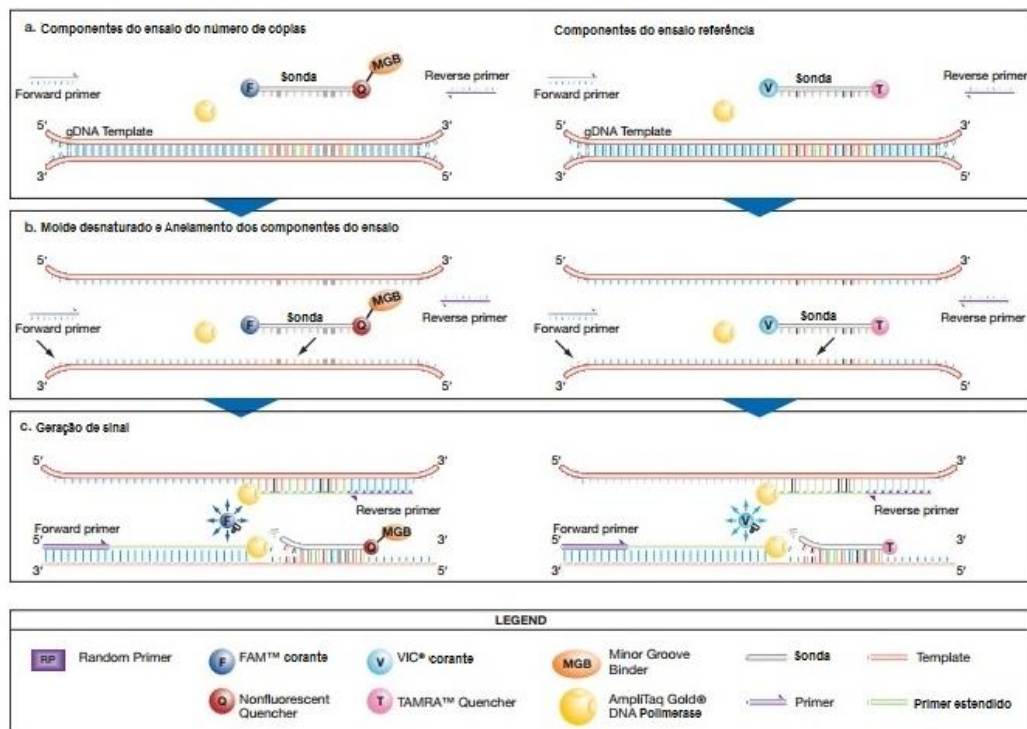 a. Componentes do ensaio do número de cópias
Componentes do ensaio referência
MGB
F
Sonda
Q
Forward primer
Reverse primer
V
Sonda
T
Forward primer
Reverse primer
5'
gDNA Template
3'
3'
5'
5'
gDNA Template
3'
3'
5'
b. Molde desnaturado e Anelamento dos componentes do ensaio
5'
3'
MGB
Forward primer
F
Sonda
Q
Reverse primer
3'
5'
5'
3'
Forward primer
V
Sonda
T
Reverse primer
3'
5'
c. Geração de sinal
5'
3'
Reverse primer
F
Forward primer
MGB
Q
5'
3'
3'
5'
5'
3'
Reverse primer
V
Forward primer
T
5'
3'
3'
5'
LEGEND
RP Random Primer
F FAM™ corante
V VIC® corante
MGB Minor Groove
Binder
Sonda
Template
Q Nonfluorescent
Quencher
T TAMRA™ Quencher
AmpliTaq Gold®
DNA Polimerase
Primer
Primer estendido